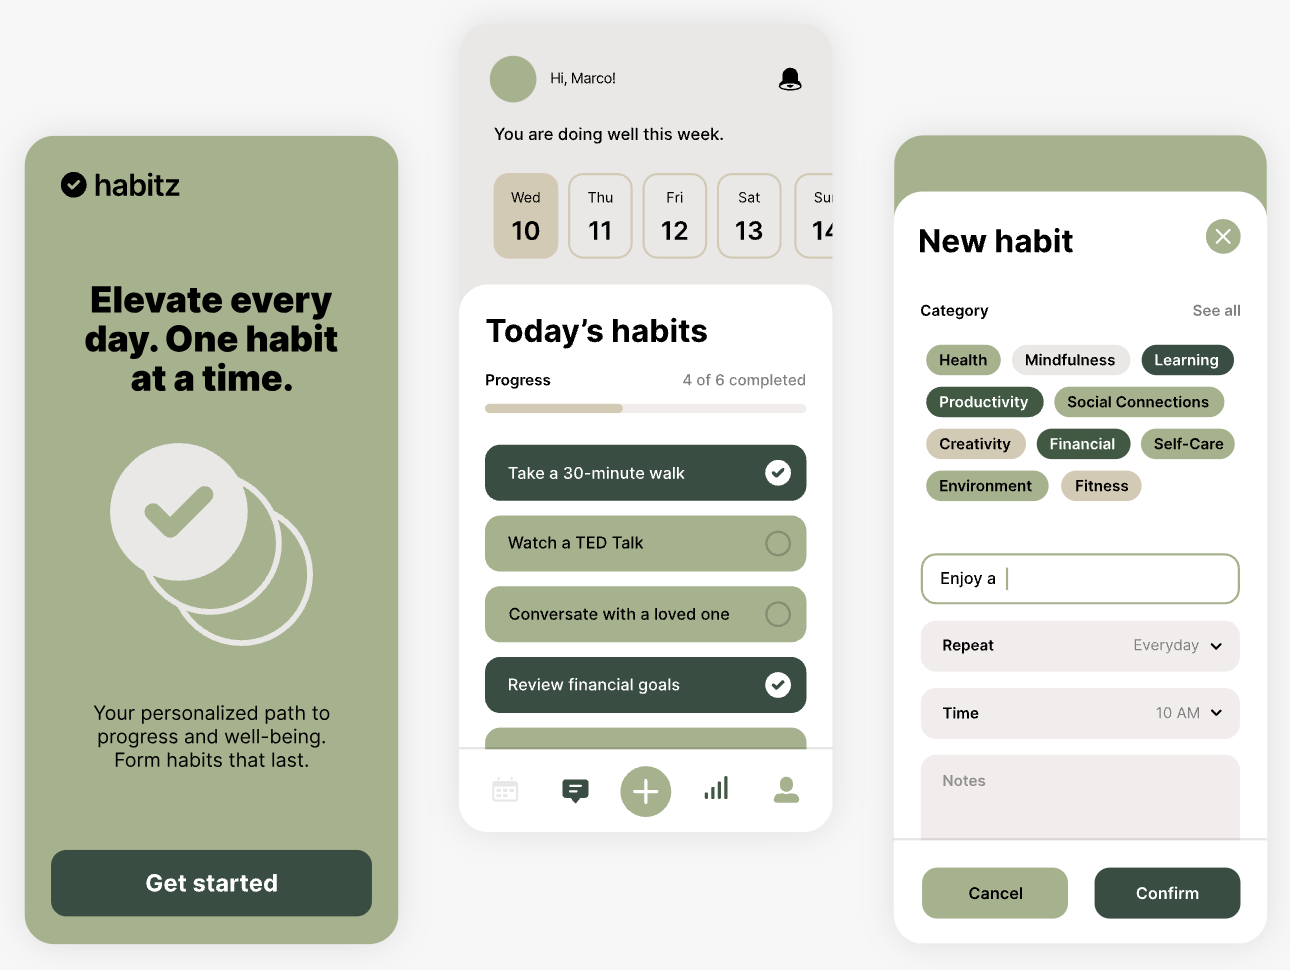 habitz
Elevate every
day. One habit
at a time.
Your personalized path to
progress and well-being.
Form habits that last.
Get started
Hi, Marco!
You are doing well this week.
Wed Thu Fri Sat Sun
10 11 12 13 14
Today’s habits
Progress 4 of 6 completed
Take a 30-minute walk
Watch a TED Talk
Conversate with a loved one
Review financial goals
New habit
Category See all
Health Mindfulness Learning
Productivity Social Connections
Creativity Financial Self-Care
Environment Fitness
Enjoy a
Repeat Everyday
Time 10 AM
Notes
Cancel Confirm